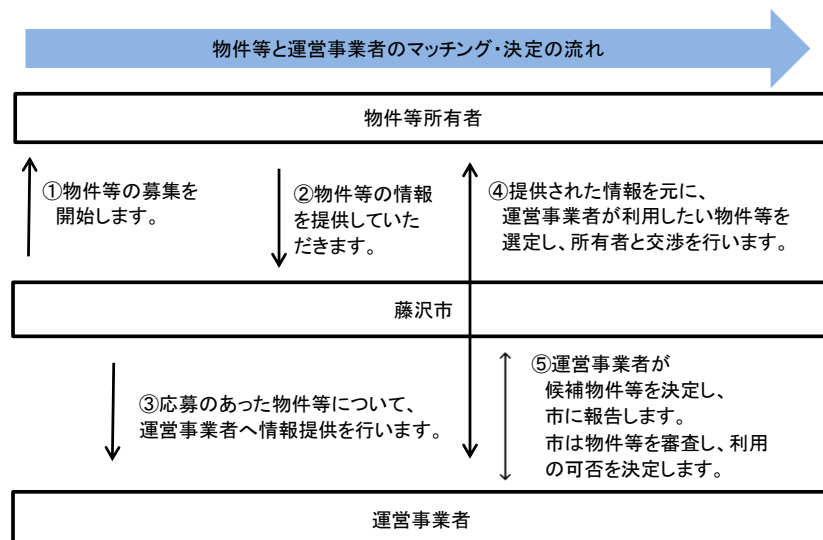 物件等と運営事業者のマッチング・決定の流れ
物件等所有者
①物件等の募集を
開始します。
②物件等の情報
を提供していた
だきます。
④提供された情報を元に、
運営事業者が利用したい物件等を
選定し、所有者と交渉を行います。
藤沢市
③応募のあった物件等について、
運営事業者へ情報提供を行います。
⑤運営事業者が
候補物件等を決定し、
市に報告します。
市は物件等を審査し、利用
の可否を決定します。
運営事業者